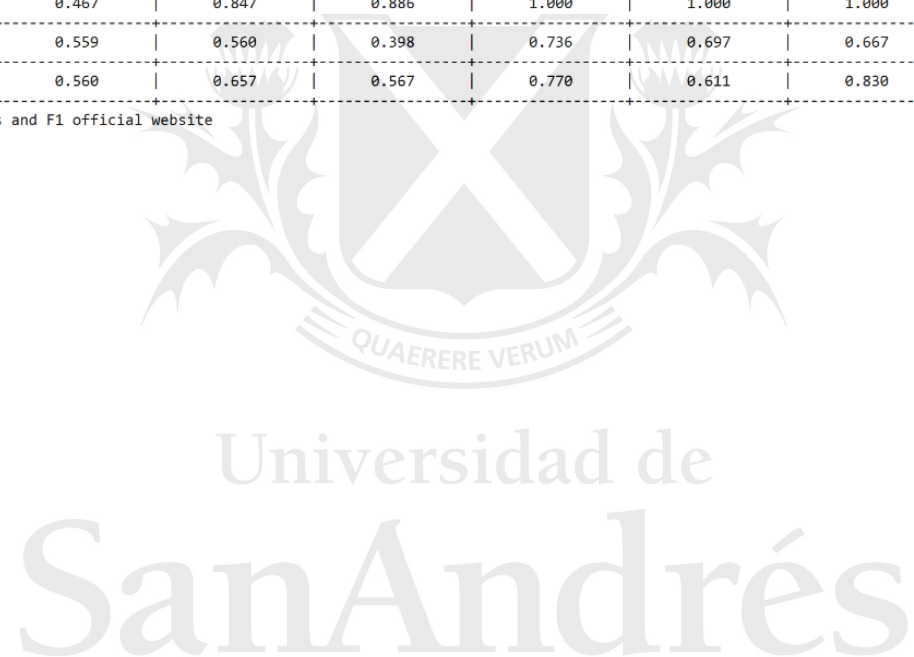 0.467 | 0.847 | 0.886 | 1.000 | 1.000 | 1.000
0.559 | 0.560 | 0.398 | 0.736 | 0.697 | 0.667
0.560 | 0.657 | 0.567 | 0.770 | 0.611 | 0.830
s and F1 official website
QUAERERE VERUM
Universidad de
SanAndrés